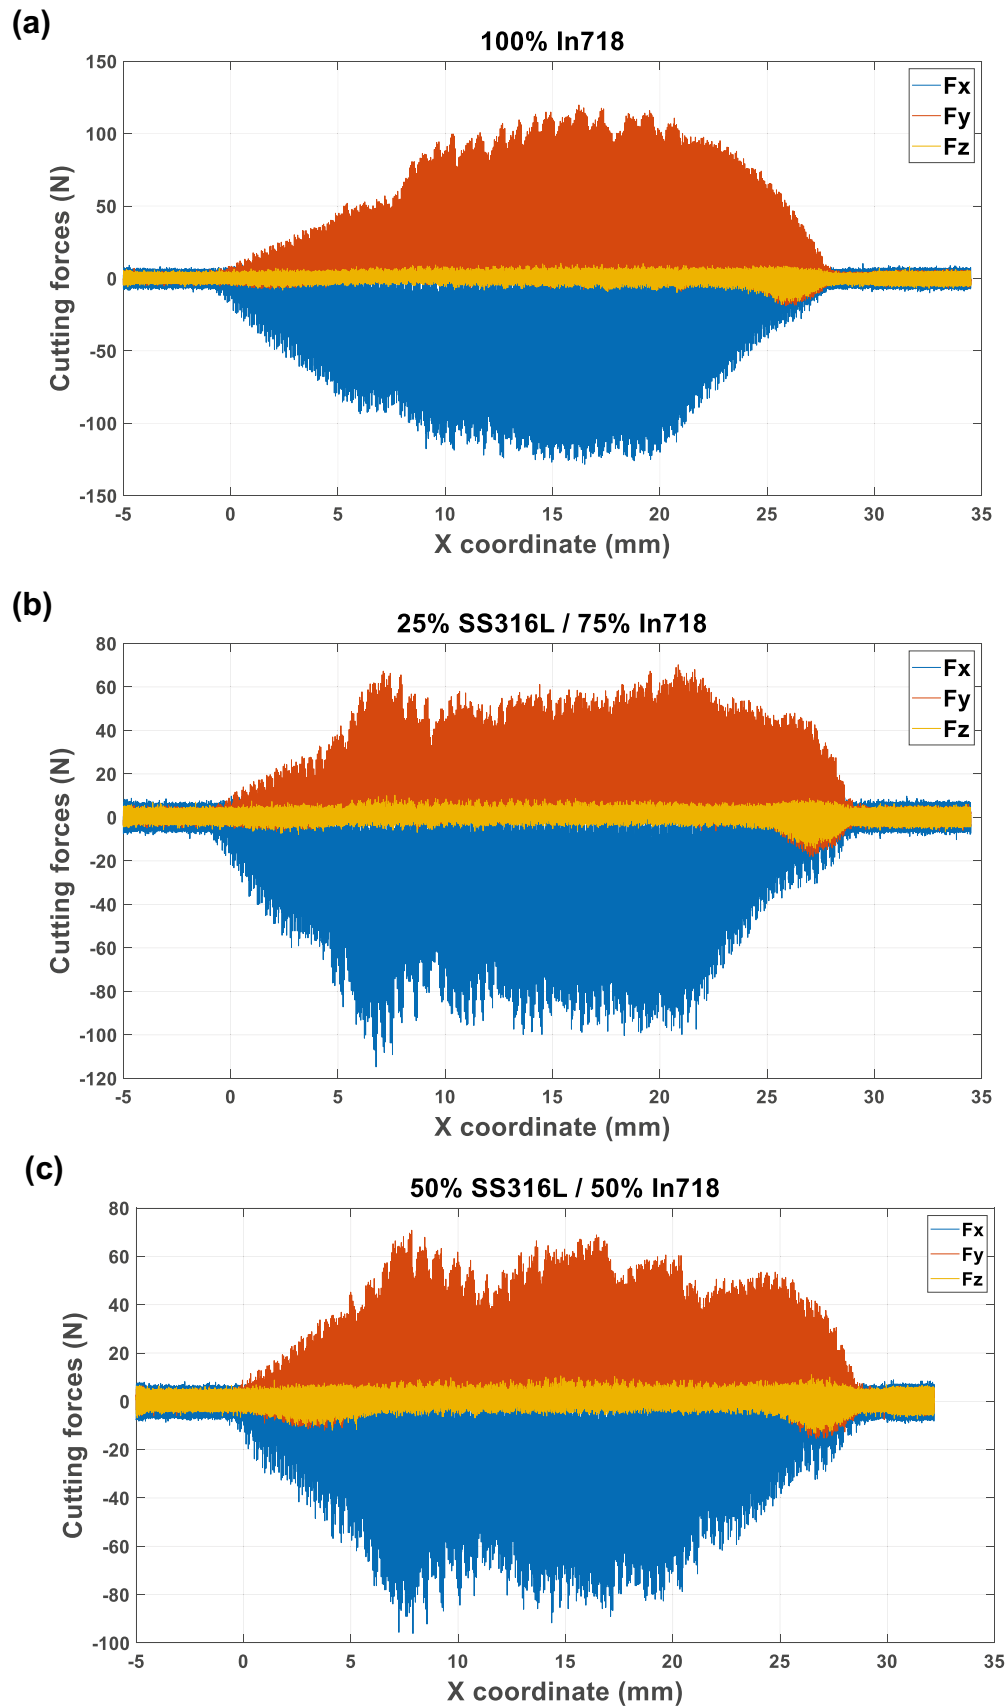 (a)
100% In718
150
100
50
0
-50
-100
-150
Cutting forces (N)
Fx
Fy
Fz
-5 0 5 10 15 20 25 30 35
X coordinate (mm)
(b)
25% SS316L / 75% In718
80
60
40
20
0
-20
-40
-60
-80
-100
-120
Cutting forces (N)
Fx
Fy
Fz
-5 0 5 10 15 20 25 30 35
X coordinate (mm)
(c)
50% SS316L / 50% In718
80
60
40
20
0
-20
-40
-60
-80
-100
Cutting forces (N)
Fx
Fy
Fz
-5 0 5 10 15 20 25 30 35
X coordinate (mm)